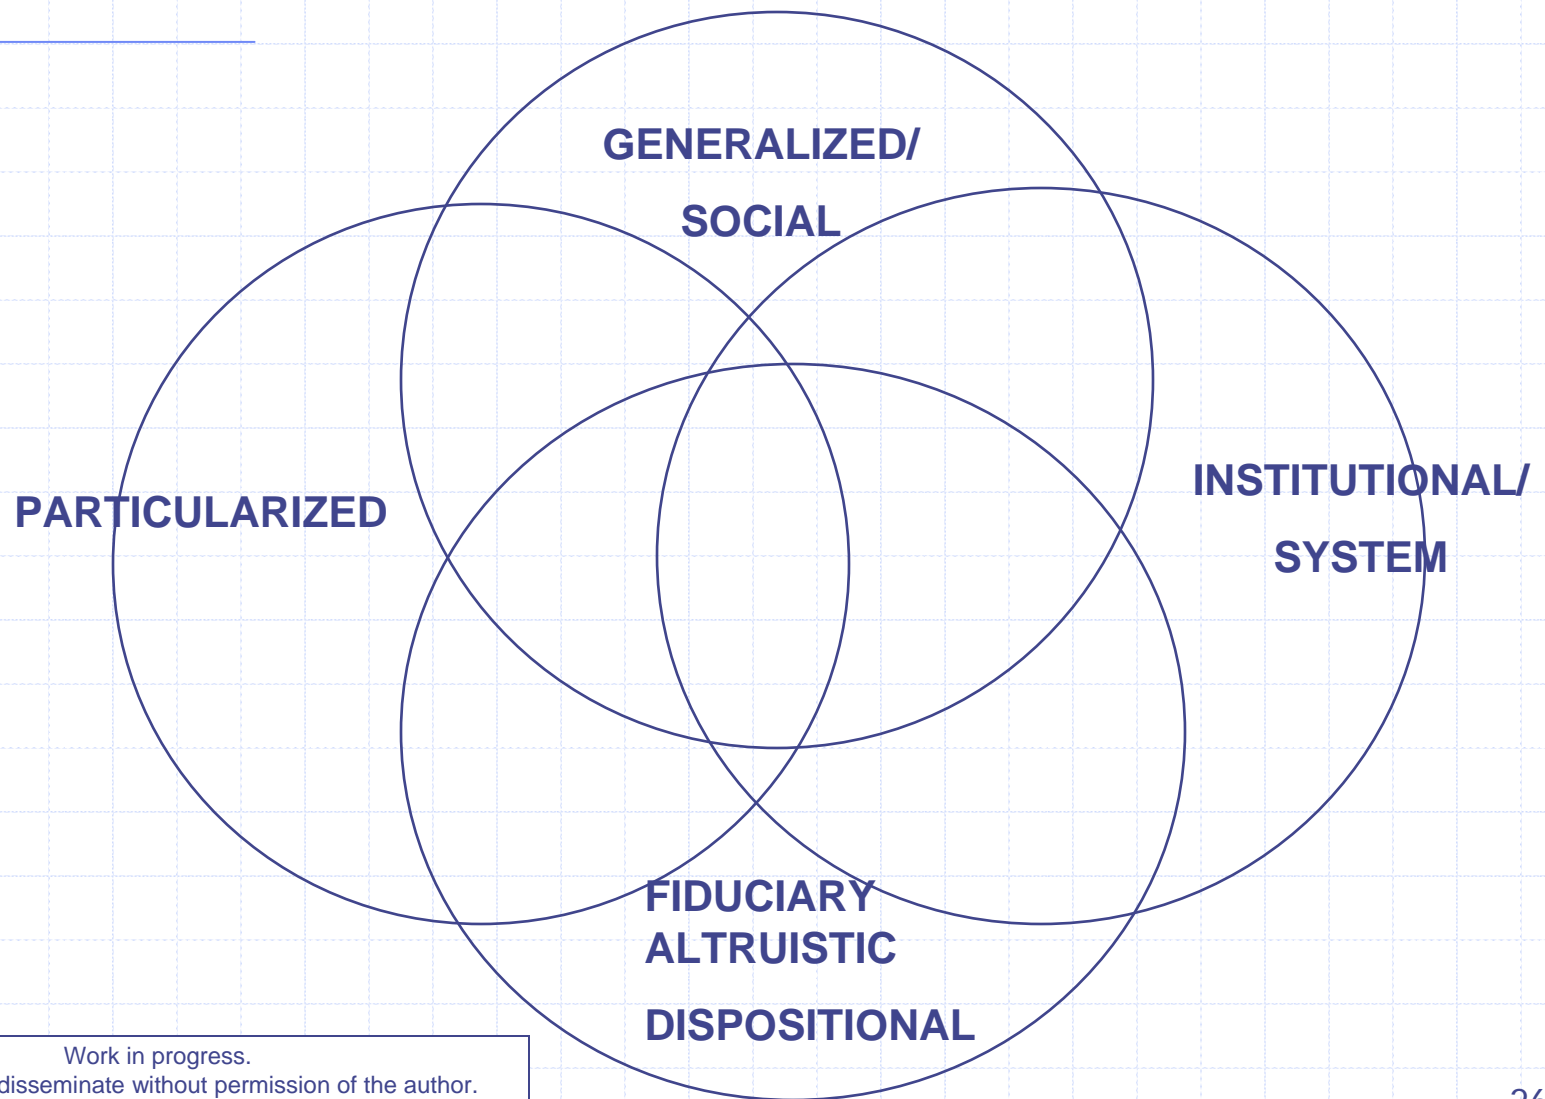 GENERALIZED/
SOCIAL
PARTICULARIZED
INSTITUTIONAL/
SYSTEM
FIDUCIARY
ALTRUISTIC
DISPOSITIONAL
Work in progress.
disseminate without permission of the author.